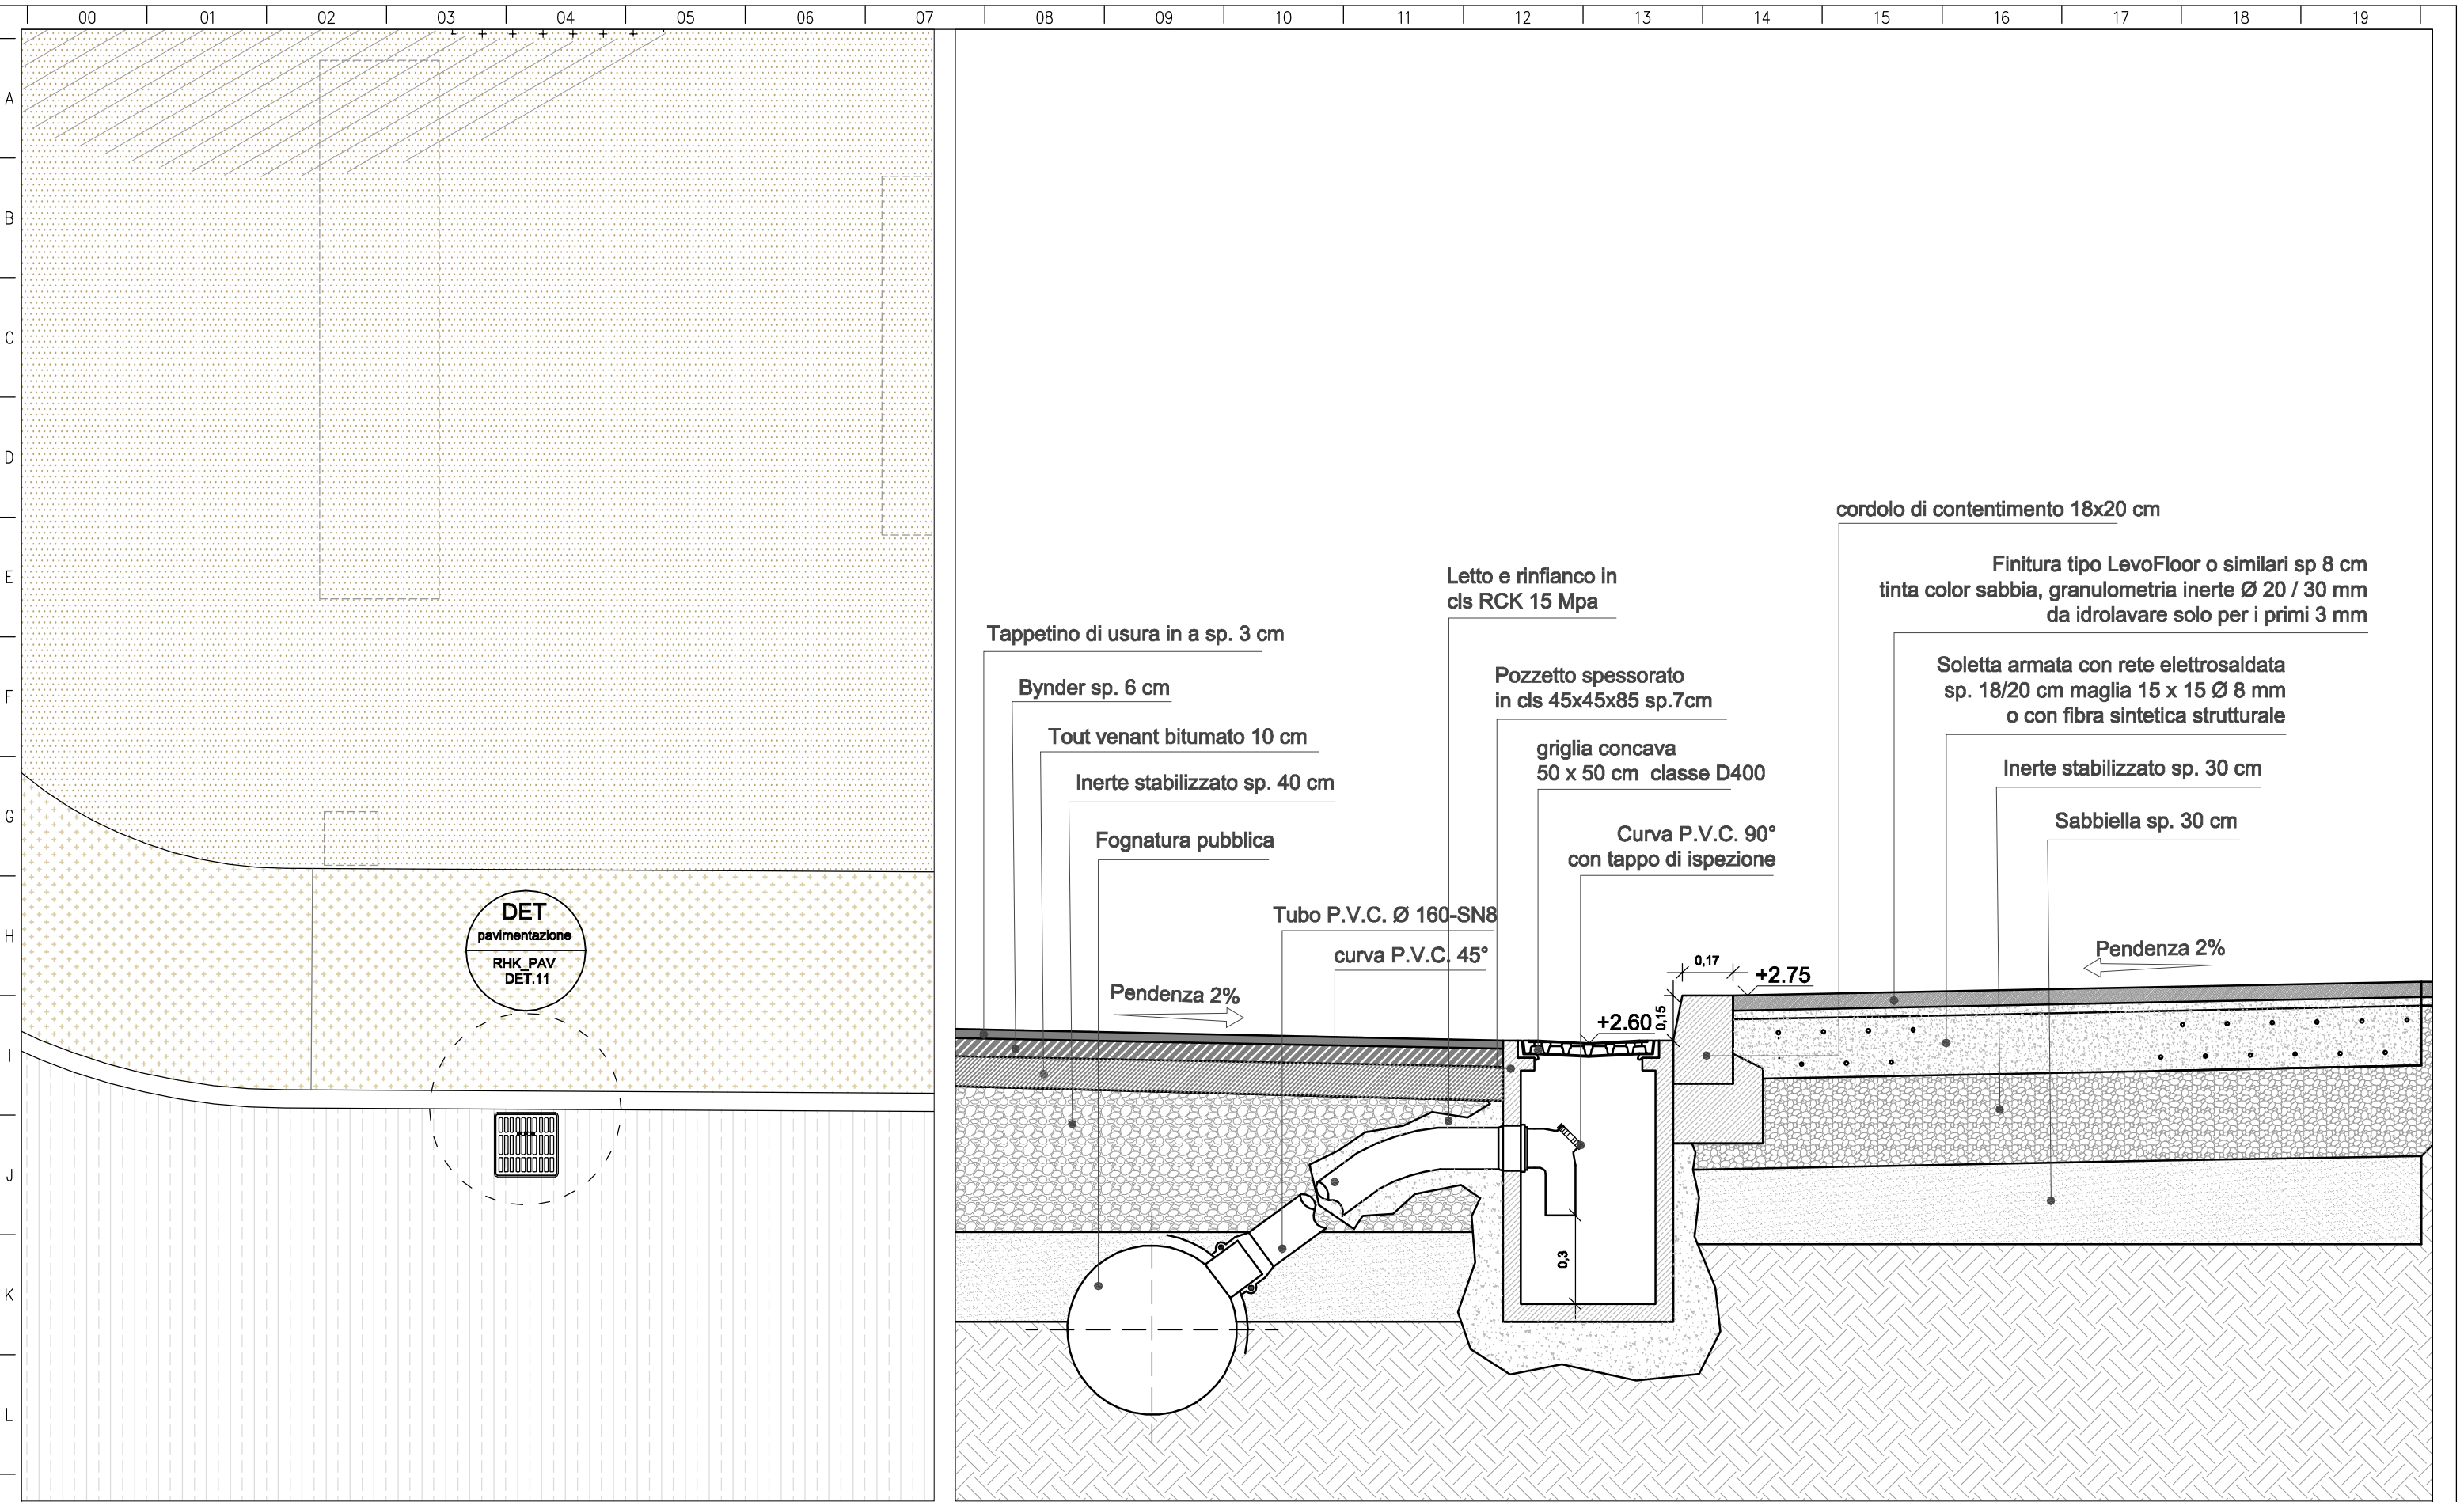 00 01 02 03 04 05 06 07 08 09 10 11 12 13 14 15 16 17 18 19
A
B
C
D
E
F
G
H
I
J
K
L
DET
pavimentazione
RHK_PAV
DET.11
Tappetino di usura in a sp. 3 cm
Bynder sp. 6 cm
Tout venant bitumato 10 cm
Inerte stabilizzato sp. 40 cm
Fognatura pubblica
Tubo P.V.C. Ø 160-SN8
curva P.V.C. 45°
Pendenza 2%
Letto e rinfianco in
cls RCK 15 Mpa
Pozzetto spessorato
in cls 45x45x85 sp.7cm
griglia concava
50 x 50 cm classe D400
Curva P.V.C. 90°
con tappo di ispezione
cordolo di contentimento 18x20 cm
Finitura tipo LevoFloor o similari sp 8 cm
tinta color sabbia, granulometria inerte Ø 20 / 30 mm
da idrolavare solo per i primi 3 mm
Soletta armata con rete elettrosaldata
sp. 18/20 cm maglia 15 x 15 Ø 8 mm
o con fibra sintetica strutturale
Inerte stabilizzato sp. 30 cm
Sabbiella sp. 30 cm
Pendenza 2%
0,17
+2.75
+2.60
0,15
0,3